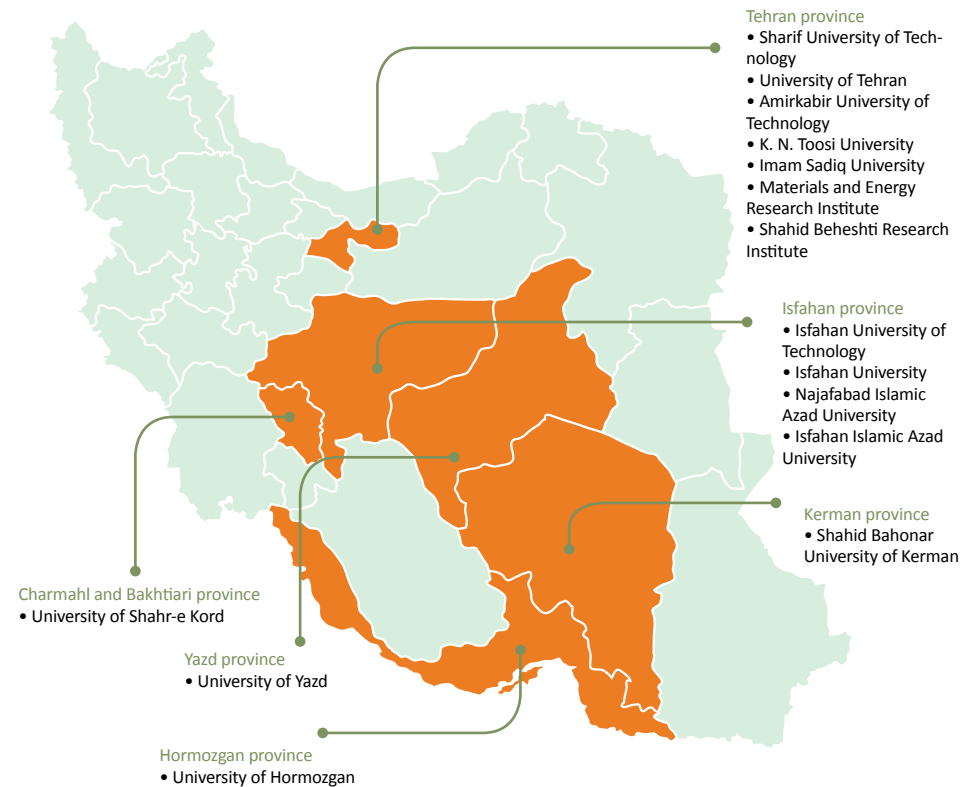 Tehran province
• Sharif University of Tech-
nology
• University of Tehran
• Amirkabir University of
Technology
• K. N. Toosi University
• Imam Sadiq University
• Materials and Energy
Research Institute
• Shahid Beheshti Research
Institute
Isfahan province
• Isfahan University of
Technology
• Isfahan University
• Najafabad Islamic
Azad University
• Isfahan Islamic Azad
University
Kerman province
• Shahid Bahonar
University of Kerman
Charmahl and Bakhtiari province
• University of Shahr-e Kord
Yazd province
• University of Yazd
Hormozgan province
• University of Hormozgan